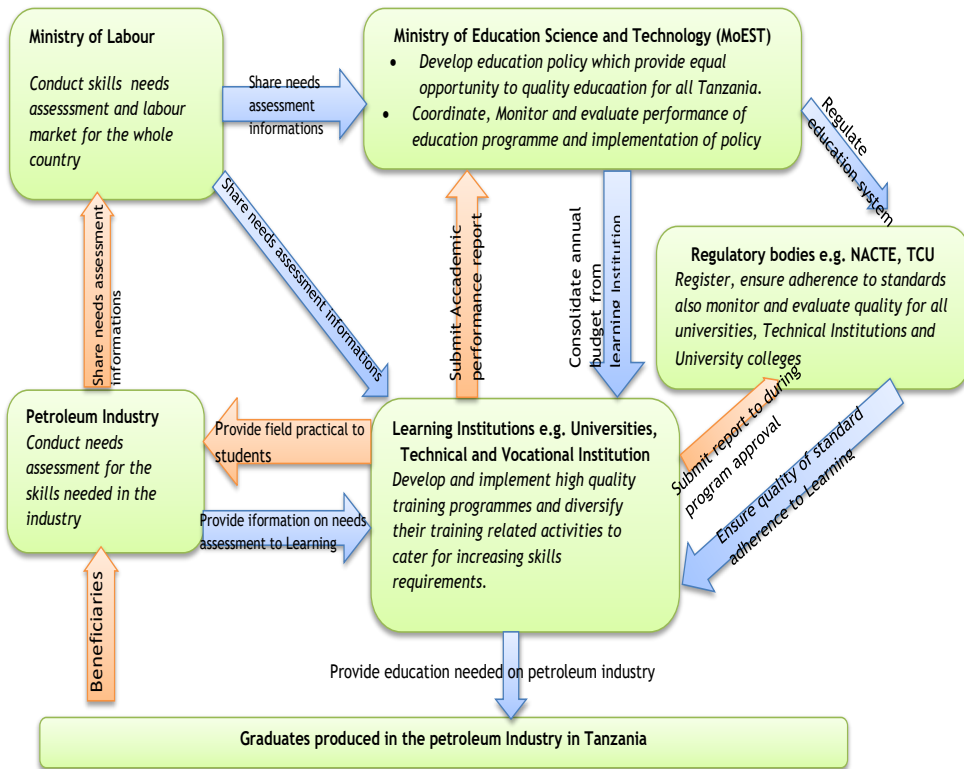 Ministry of Labour
Conduct skills needs
assesssment and labour
market for the whole
country
Share needs
assessment
informations
Ministry of Education Science and Technology (MoEST)
• Develop education policy which provide equal
opportunity to quality educaation for all Tanzania.
• Coordinate, Monitor and evaluate performance of
education programme and implementation of policy
Regulate
education system
Share needs assessment
informations
Share needs assessment informations
Submit Accademic
performance report
Consolidate annual
budget from
learning Institution
Regulatory bodies e.g. NACTE, TCU
Register, ensure adherence to standards
also monitor and evaluate quality for all
universities, Technical Institutions and
University colleges
Petroleum Industry
Conduct needs
assessment for the
skills needed in the
industry
Provide field practical to
students
Provide iformation on needs
assessment to Learning
Learning Institutions e.g. Universities,
Technical and Vocational Institution
Develop and implement high quality
training programmes and diversify
their training related activities to
cater for increasing skills
requirements.
Submit report to during
program approval
Ensure quality of standard
adherence to Learning
Beneficiaries
Provide education needed on petroleum industry
Graduates produced in the petroleum Industry in Tanzania